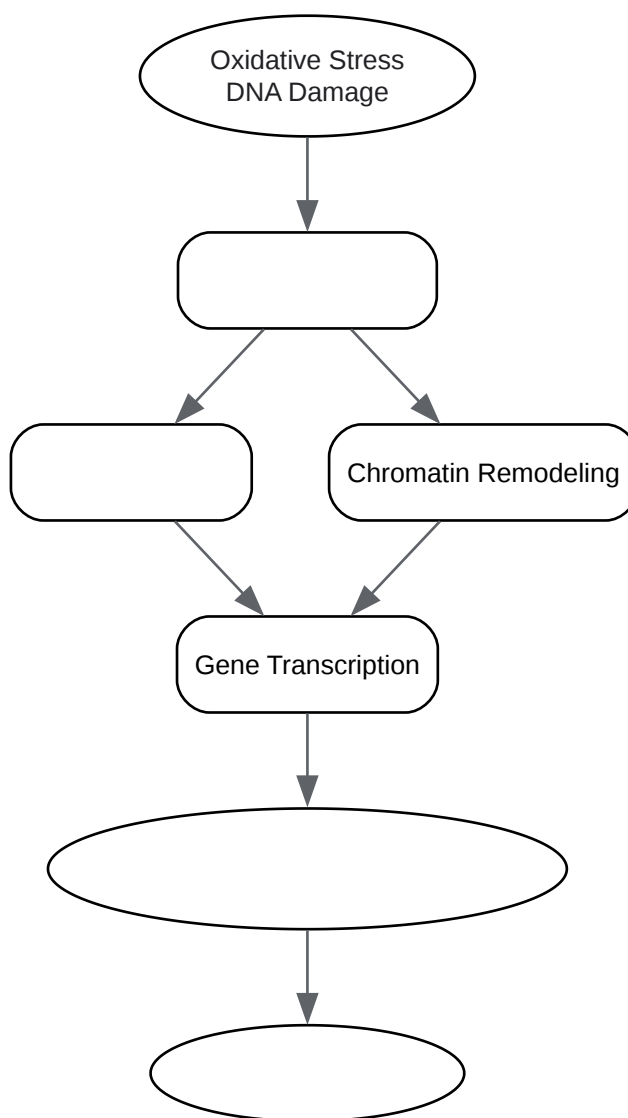 Oxidative Stress
DNA Damage
Chromatin Remodeling
Gene Transcription